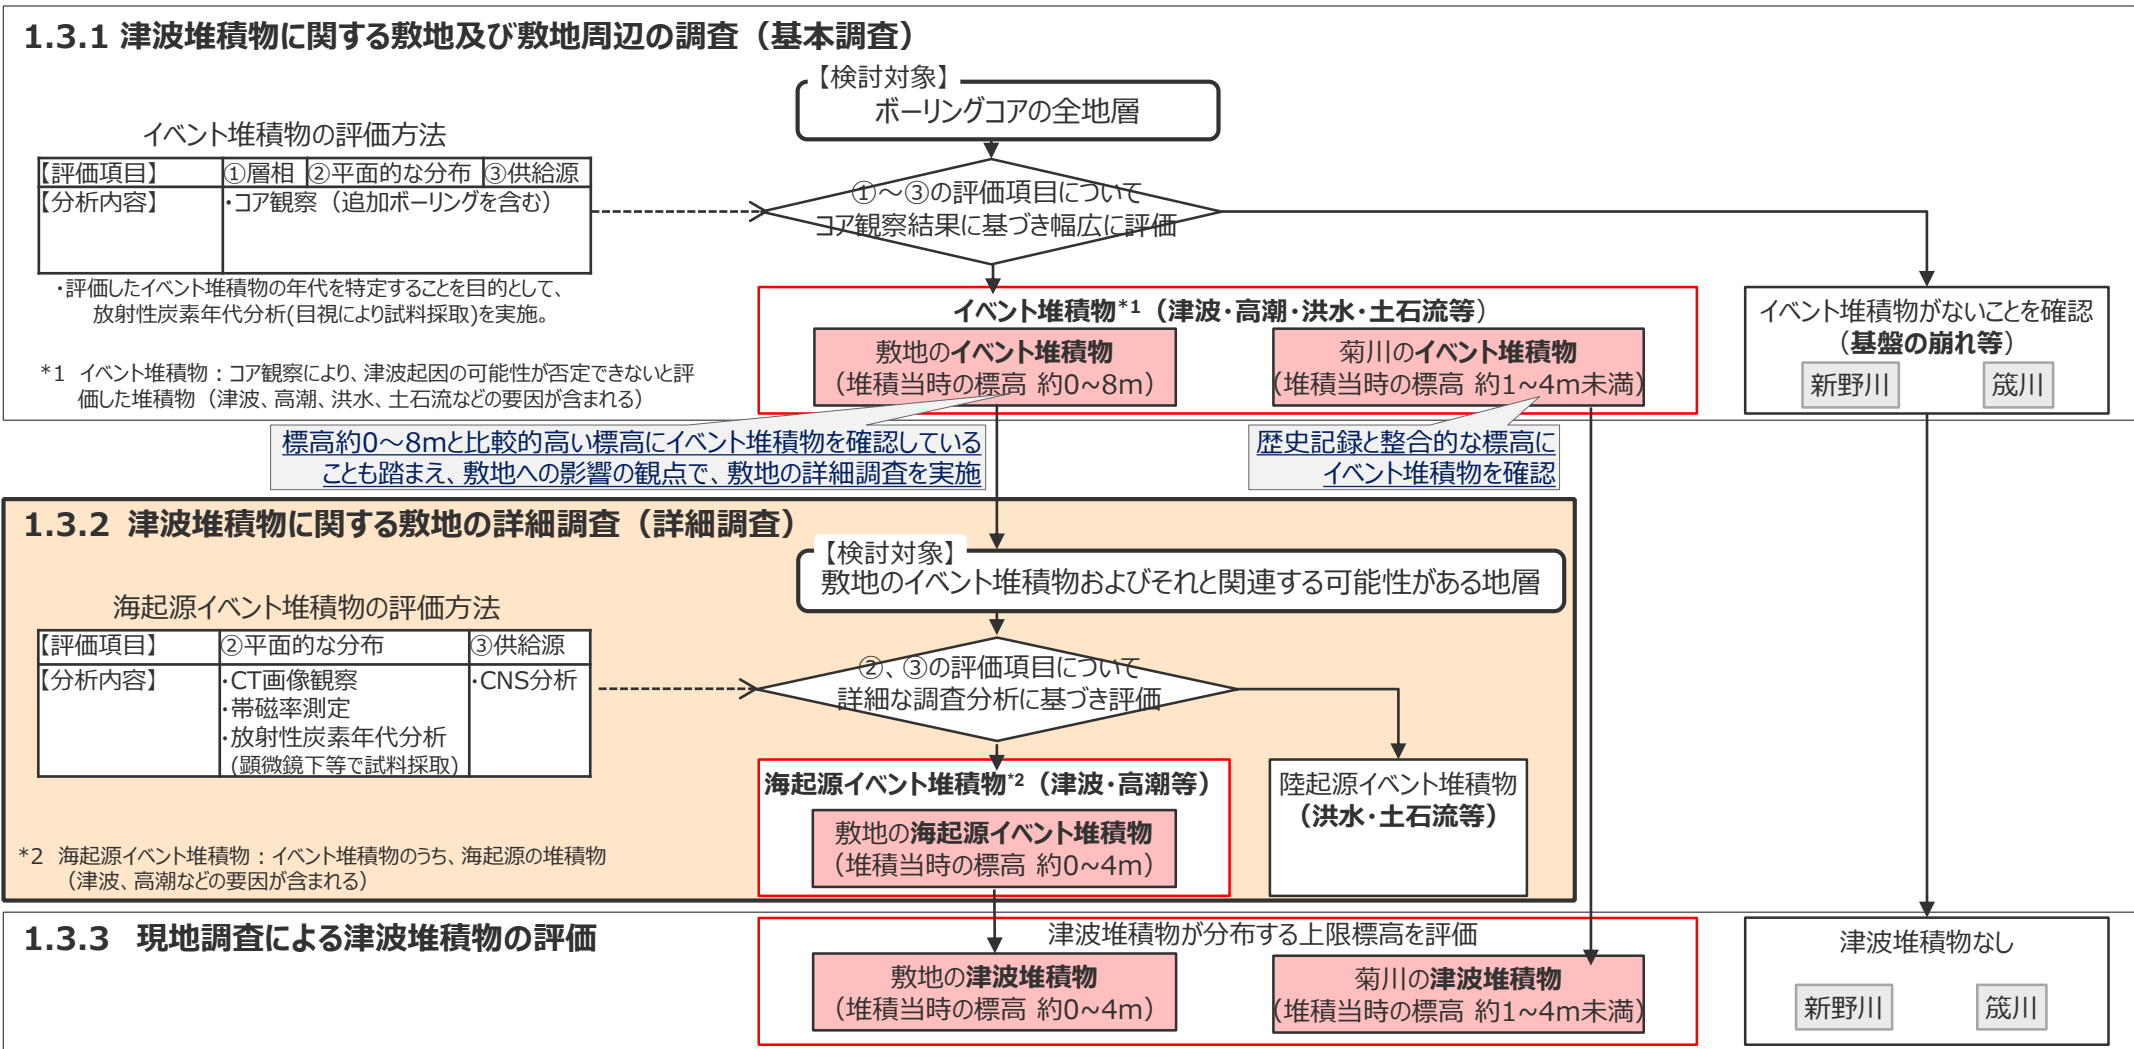 1.3.1 津波堆積物に関する敷地及び敷地周辺の調査（基本調査）
【検討対象】
ボーリングコアの全地層
イベント堆積物の評価方法
【評価項目】 ①層相 ②平面的な分布 ③供給源
【分析内容】 ・コア観察（追加ボーリングを含む）
・評価したイベント堆積物の年代を特定することを目的として、
放射性炭素年代分析(目視により試料採取)を実施。
*1 イベント堆積物：コア観察により、津波起因の可能性が否定できないと評
価した堆積物（津波、高潮、洪水、土石流などの要因が含まれる）
①～③の評価項目について
コア観察結果に基づき幅広に評価
イベント堆積物*1（津波・高潮・洪水・土石流等）
敷地のイベント堆積物
（堆積当時の標高 約0~8m）
菊川のイベント堆積物
（堆積当時の標高 約1~4m未満）
イベント堆積物がないことを確認
（基盤の崩れ等）
新野川 筬川
標高約0～8mと比較的高い標高にイベント堆積物を確認している
ことも踏まえ、敷地への影響の観点で、敷地の詳細調査を実施
歴史記録と整合的な標高に
イベント堆積物を確認
1.3.2 津波堆積物に関する敷地の詳細調査（詳細調査）
【検討対象】
敷地のイベント堆積物およびそれと関連する可能性がある地層
海起源イベント堆積物の評価方法
【評価項目】 ②平面的な分布 ③供給源
【分析内容】 ・CT画像観察 ・CNS分析
・帯磁率測定
・放射性炭素年代分析
(顕微鏡下等で試料採取)
*2 海起源イベント堆積物：イベント堆積物のうち、海起源の堆積物
（津波、高潮などの要因が含まれる）
②、③の評価項目について
詳細な調査分析に基づき評価
海起源イベント堆積物*2（津波・高潮等）
敷地の海起源イベント堆積物
（堆積当時の標高 約0~4m）
陸起源イベント堆積物
（洪水・土石流等）
1.3.3 現地調査による津波堆積物の評価
津波堆積物が分布する上限標高を評価
敷地の津波堆積物
（堆積当時の標高 約0~4m）
菊川の津波堆積物
（堆積当時の標高 約1~4m未満）
津波堆積物なし
新野川 筬川